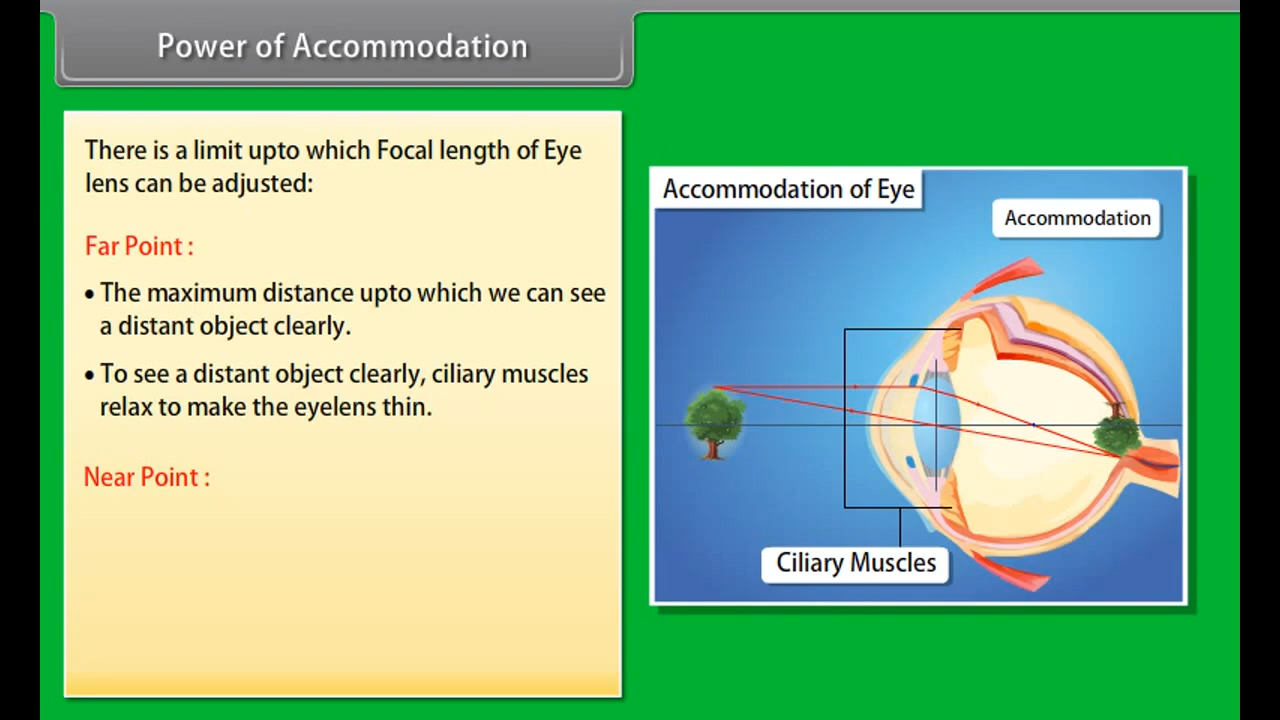 Power of Accommodation
There is a limit upto which Focal length of Eye
lens can be adjusted:
Far Point :
• The maximum distance upto which we can see
a distant object clearly.
• To see a distant object clearly, ciliary muscles
relax to make the eyelens thin.
Near Point :
Accommodation of Eye
Accommodation
Ciliary Muscles